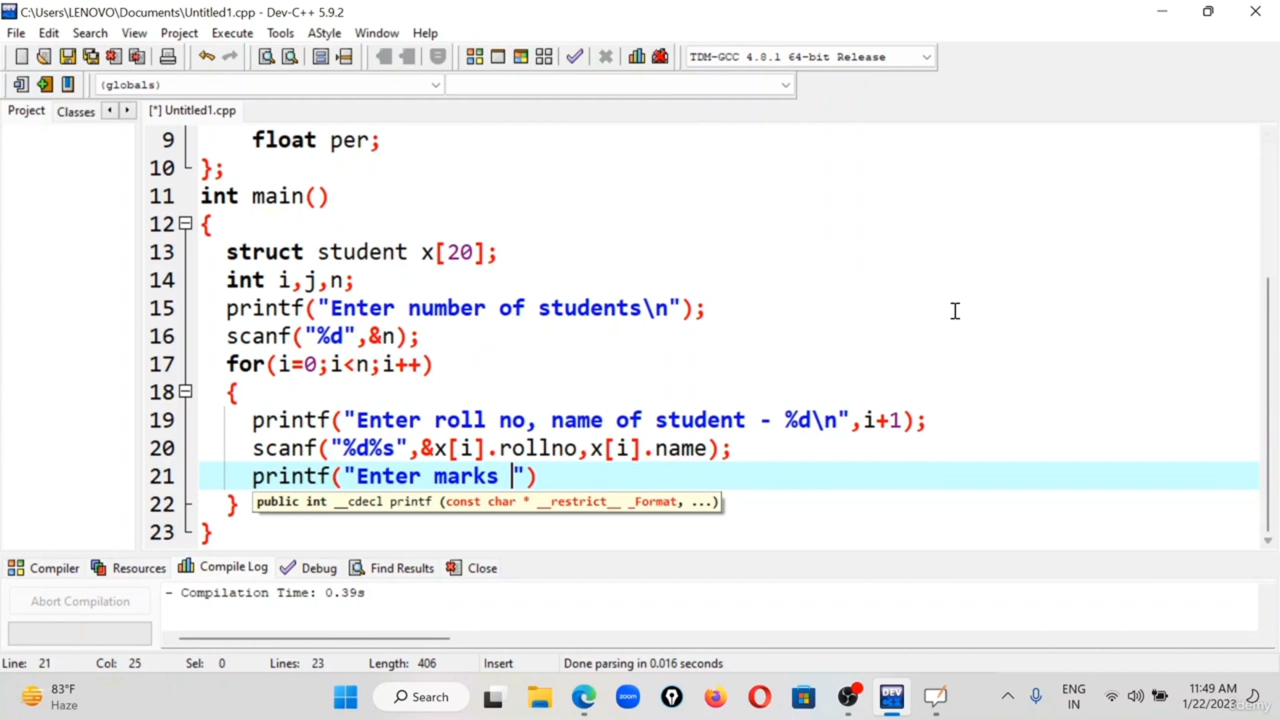 C:\Users\LENOVO\Documents\Untitled1.cpp - Dev-C++ 5.9.2
File Edit Search View Project Execute Tools AStyle Window Help
TDM-GCC 4.8.1 64-bit Release
(globals)
Project Classes [*] Untitled1.cpp
9 float per;
10 };
11 int main()
12 {
13 struct student x[20];
14 int i,j,n;
15 printf("Enter number of students\n");
16 scanf("%d",&n);
17 for(i=0;i<n;i++)
18 {
19 printf("Enter roll no, name of student - %d\n",i+1);
20 scanf("%d%s",&x[i].rollno,x[i].name);
21 printf("Enter marks ")
public int __cdecl printf (const char * __restrict__ _Format, ...)
22 }
23 }
Compiler Resources Compile Log Debug Find Results Close
Abort Compilation
- Compilation Time: 0.39s
Line: 21 Col: 25 Sel: 0 Lines: 23 Length: 406 Insert Done parsing in 0.016 seconds
83°F
Haze
Search
zoom
DEV
ENG
IN
11:49 AM
1/22/2023